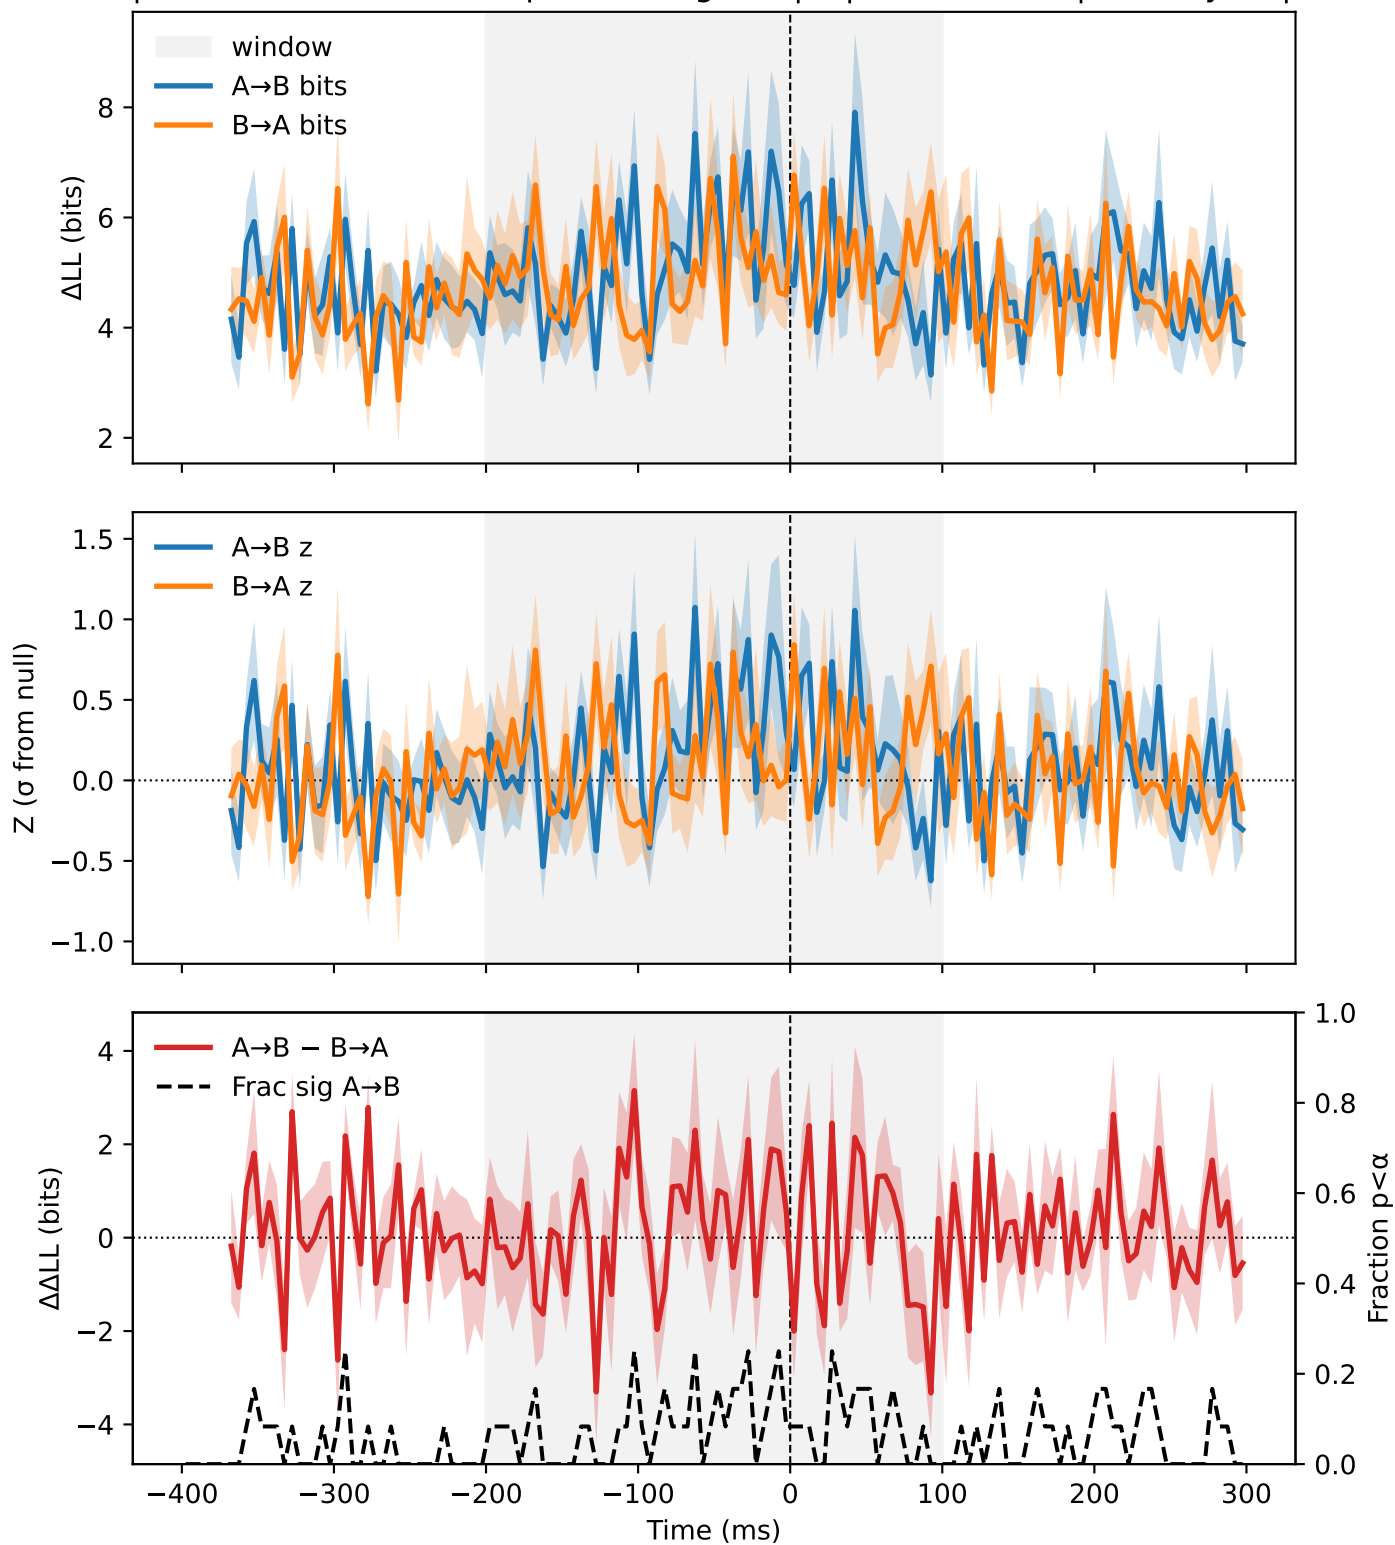 window
A→B bits
B→A bits
ΔLL (bits)
8
6
4
2
A→B z
B→A z
Z (σ from null)
1.5
1.0
0.5
0.0
−0.5
−1.0
A→B − B→A
Frac sig A→B
ΔΔLL (bits)
4
2
0
−2
−4
1.0
0.8
0.6
0.4
0.2
0.0
Fraction p<α
−400
−300
−200
−100
0
100
200
300
Time (ms)